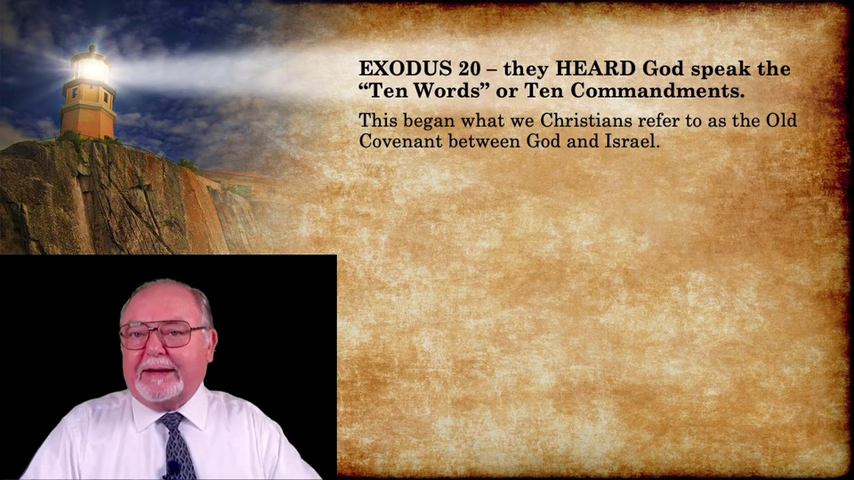 EXODUS 20 – they HEARD God speak the
“Ten Words” or Ten Commandments.
This began what we Christians refer to as the Old
Covenant between God and Israel.